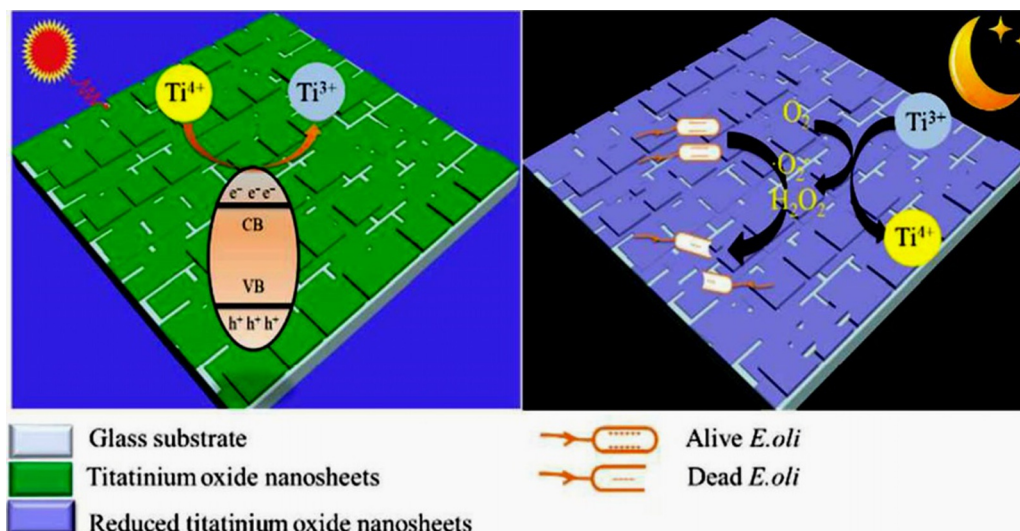 Ti⁴⁺
Ti³⁺
e⁻ e⁻ e⁻
CB
VB
h⁺ h⁺ h⁺
O₂
Ti³⁺
·O₂⁻
H₂O₂
Ti⁴⁺
Glass substrate
Titatinium oxide nanosheets
Reduced titatinium oxide nanosheets
Alive E.oli
Dead E.oli